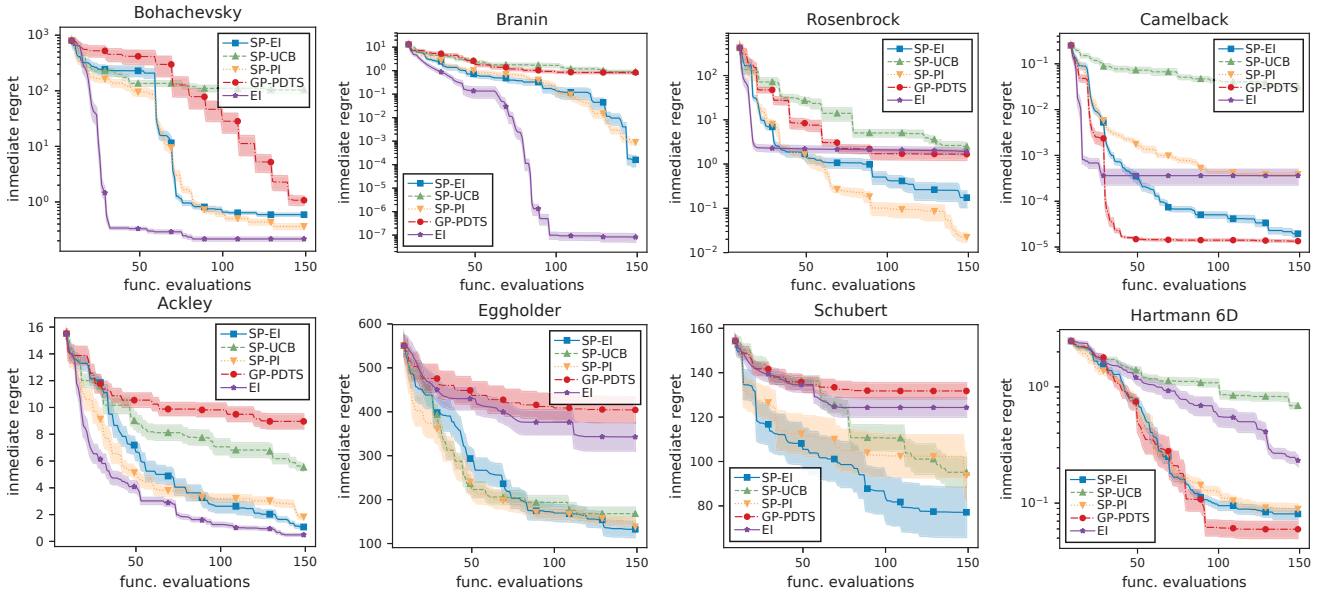 Bohachevsky
inmediate regret
10³
10²
10¹
10⁰
SP-EI
SP-UCB
SP-PI
GP-PDTS
EI
50
100
150
func. evaluations
Branin
inmediate regret
10¹
10⁰
10⁻¹
10⁻²
10⁻³
10⁻⁴
10⁻⁵
10⁻⁶
10⁻⁷
SP-EI
SP-UCB
SP-PI
GP-PDTS
EI
50
100
150
func. evaluations
Rosenbrock
inmediate regret
10²
10¹
10⁰
10⁻¹
10⁻²
SP-EI
SP-UCB
SP-PI
GP-PDTS
EI
50
100
150
func. evaluations
Camelback
inmediate regret
10⁻¹
10⁻²
10⁻³
10⁻⁴
10⁻⁵
SP-EI
SP-UCB
SP-PI
GP-PDTS
EI
50
100
150
func. evaluations
Ackley
inmediate regret
16
14
12
10
8
6
4
2
0
SP-EI
SP-UCB
SP-PI
GP-PDTS
EI
50
100
150
func. evaluations
Eggholder
inmediate regret
600
500
400
300
200
100
SP-EI
SP-UCB
SP-PI
GP-PDTS
EI
50
100
150
func. evaluations
Schubert
inmediate regret
160
140
120
100
80
SP-EI
SP-UCB
SP-PI
GP-PDTS
EI
50
100
150
func. evaluations
Hartmann 6D
inmediate regret
10⁰
10⁻¹
SP-EI
SP-UCB
SP-PI
GP-PDTS
EI
50
100
150
func. evaluations